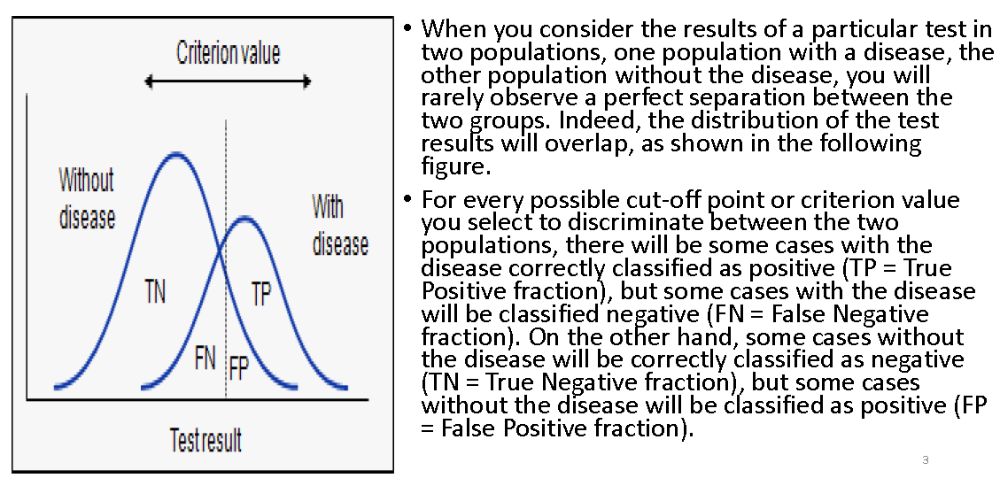 Criterion value
Without
disease
With
disease
TN
TP
FN
FP
Test result
• When you consider the results of a particular test in
two populations, one population with a disease, the
other population without the disease, you will
rarely observe a perfect separation between the
two groups. Indeed, the distribution of the test
results will overlap, as shown in the following
figure.
• For every possible cut-off point or criterion value
you select to discriminate between the two
populations, there will be some cases with the
disease correctly classified as positive (TP = True
Positive fraction), but some cases with the disease
will be classified negative (FN = False Negative
fraction). On the other hand, some cases without
the disease will be correctly classified as negative
(TN = True Negative fraction), but some cases
without the disease will be classified as positive (FP
= False Positive fraction).
3